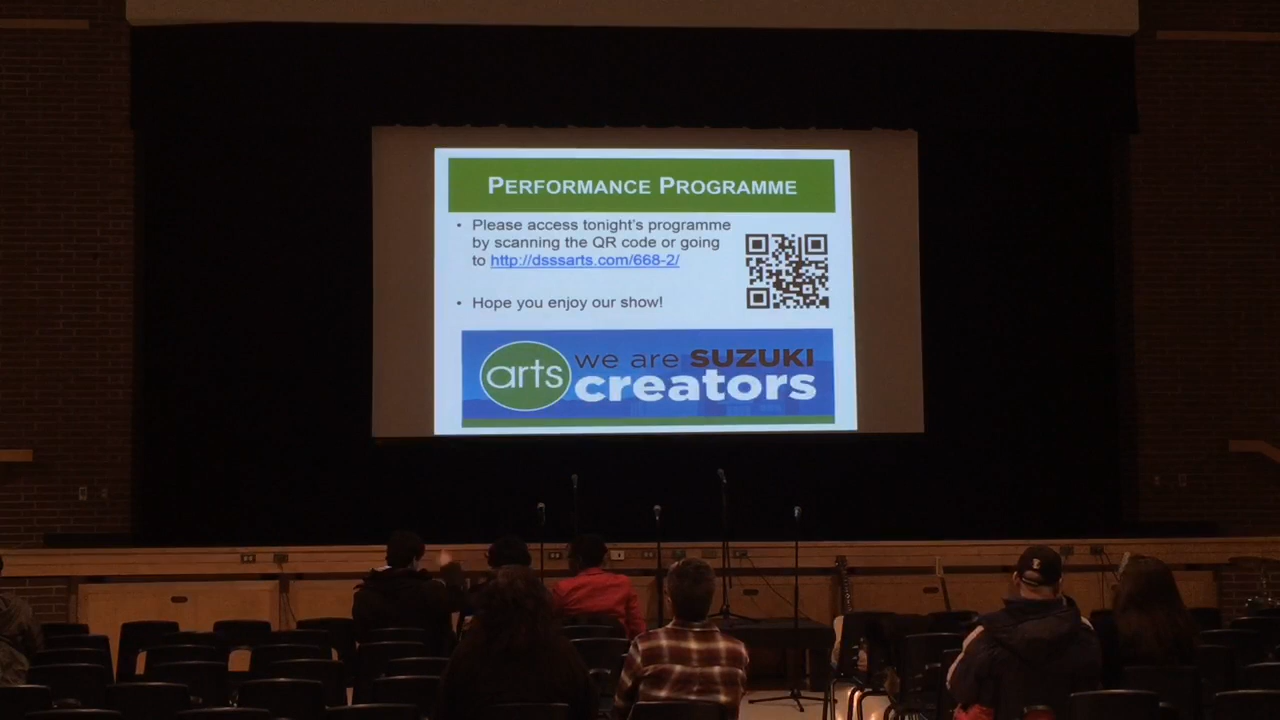 PERFORMANCE PROGRAMME
• Please access tonight's programme
by scanning the QR code or going
to http://dsssarts.com/668-2/
• Hope you enjoy our show!
arts we are SUZUKI
creators